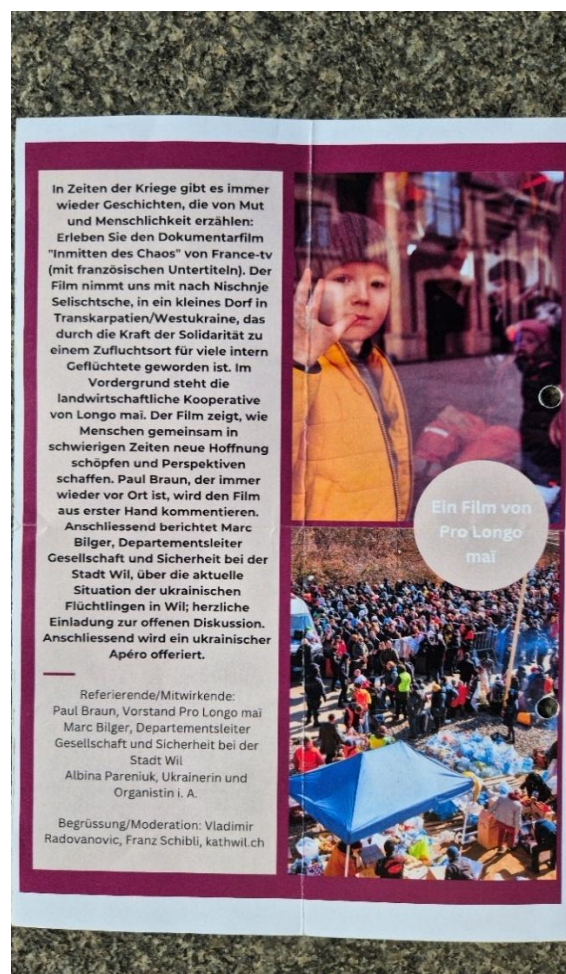 In Zeiten der Kriege gibt es immer
wieder Geschichten, die von Mut
und Menschlichkeit erzählen:
Erleben Sie den Dokumentarfilm
"Inmitten des Chaos" von France-tv
(mit französischen Untertiteln). Der
Film nimmt uns mit nach Nischnje
Selischtsche, in ein kleines Dorf in
Transkarpatien/Westukraine, das
durch die Kraft der Solidarität zu
einem Zufluchtsort für viele intern
Geflüchtete geworden ist. Im
Vordergrund steht die
landwirtschaftliche Kooperative
von Longo maï. Der Film zeigt, wie
Menschen gemeinsam in
schwierigen Zeiten neue Hoffnung
schöpfen und Perspektiven
schaffen. Paul Braun, der immer
wieder vor Ort ist, wird den Film
aus erster Hand kommentieren.
Anschliessend berichtet Marc
Bilger, Departementsleiter
Gesellschaft und Sicherheit bei der
Stadt Wil, über die aktuelle
Situation der ukrainischen
Flüchtlingen in Wil; herzliche
Einladung zur offenen Diskussion.
Anschliessend wird ein ukrainischer
Apéro offeriert.
Referierende/Mitwirkende:
Paul Braun, Vorstand Pro Longo maï
Marc Bilger, Departementsleiter
Gesellschaft und Sicherheit bei der
Stadt Wil
Albina Pareniuk, Ukrainerin und
Organistin i. A.
Begrüssung/Moderation: Vladimir
Radovanovic, Franz Schibli, kathwil.ch
Ein Film von
Pro Longo
maï